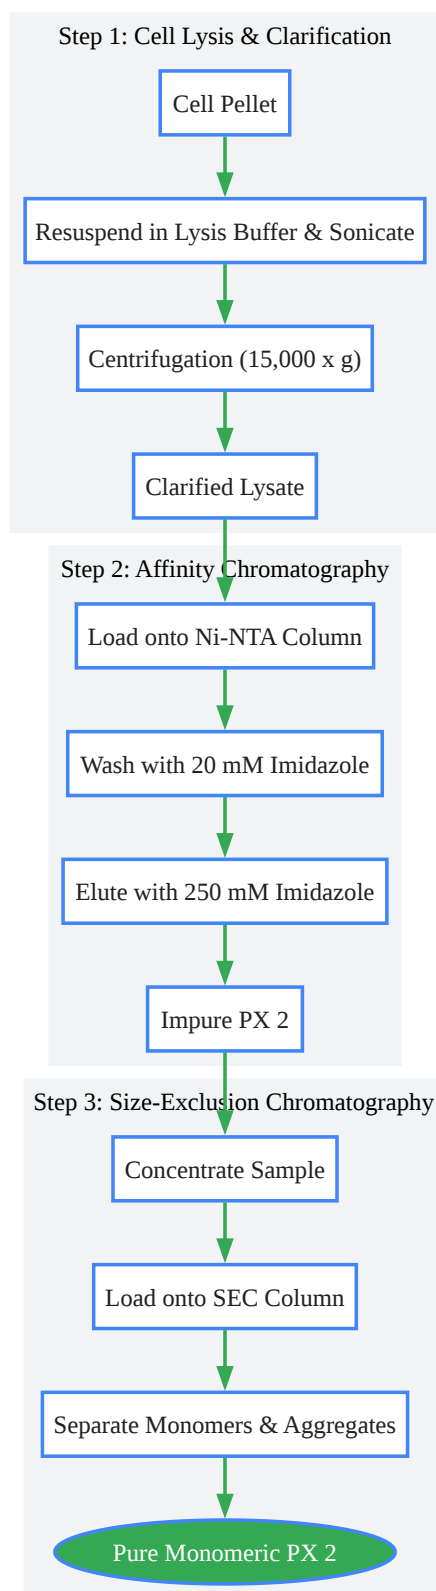 Step 1: Cell Lysis & Clarification
Cell Pellet
Resuspend in Lysis Buffer & Sonicate
Centrifugation (15,000 x g)
Clarified Lysate
Step 2: Affinity Chromatography
Load onto Ni-NTA Column
Wash with 20 mM Imidazole
Elute with 250 mM Imidazole
Impure PX 2
Step 3: Size-Exclusion Chromatography
Concentrate Sample
Load onto SEC Column
Separate Monomers & Aggregates
Pure Monomeric PX 2